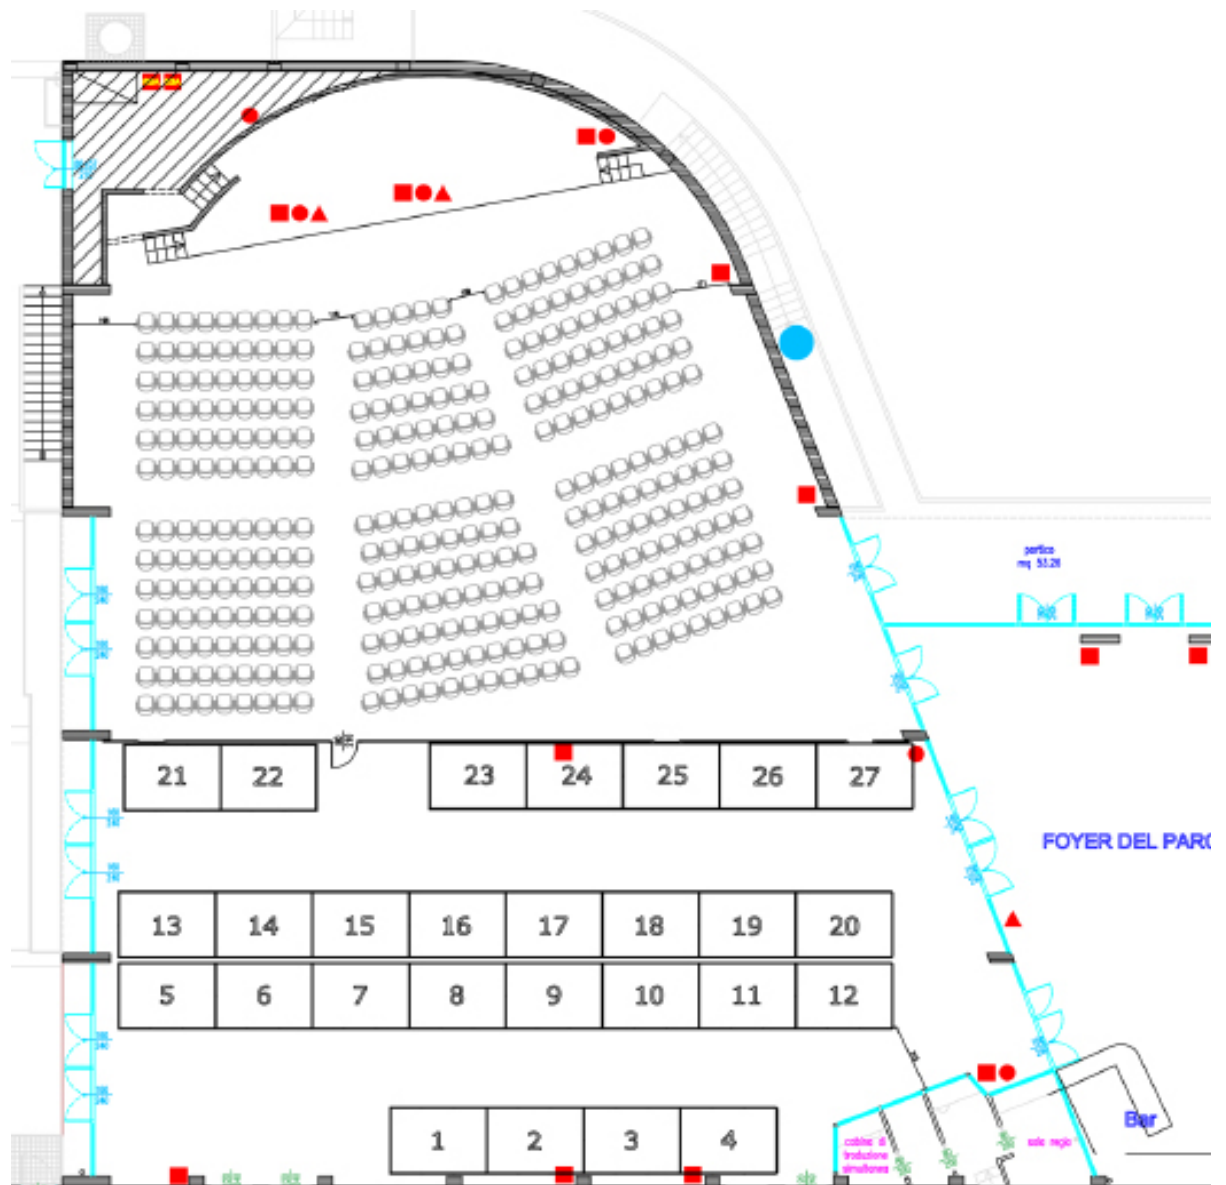 portico
mq 53.26
21 22 23 24 25 26 27
FOYER DEL PARC
13 14 15 16 17 18 19 20
5 6 7 8 9 10 11 12
1 2 3 4
Bar
cabine di
traduzione
simultanea
sala regia